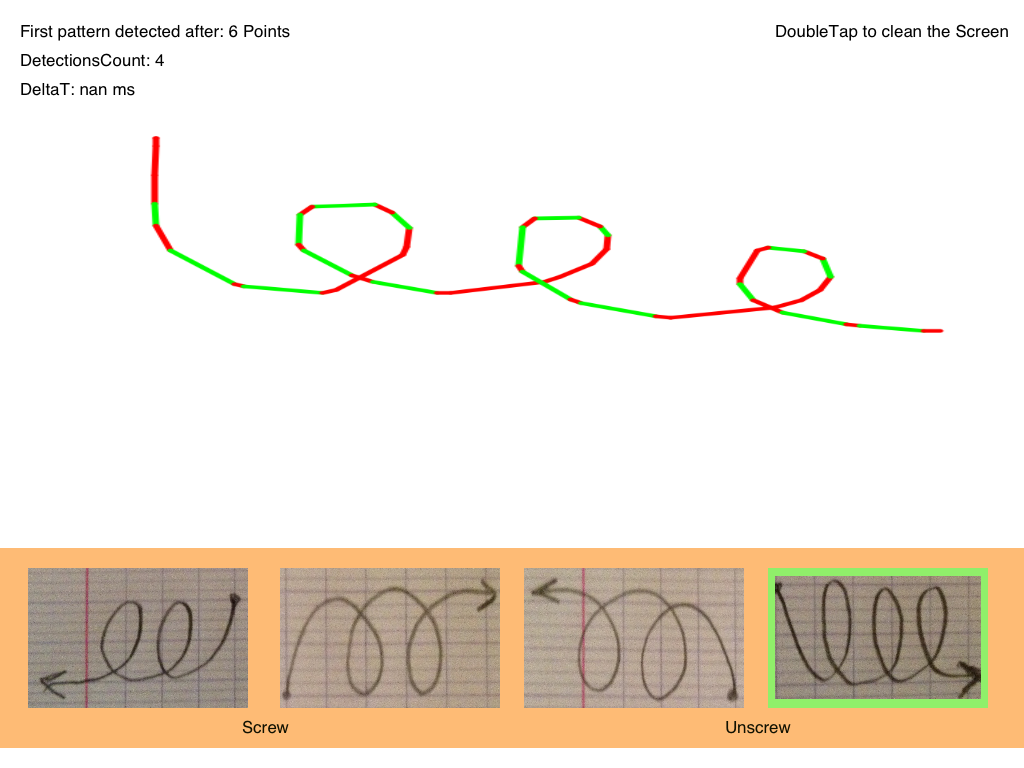 First pattern detected after: 6 Points
DoubleTap to clean the Screen
DetectionsCount: 4
DeltaT: nan ms
Screw
Unscrew